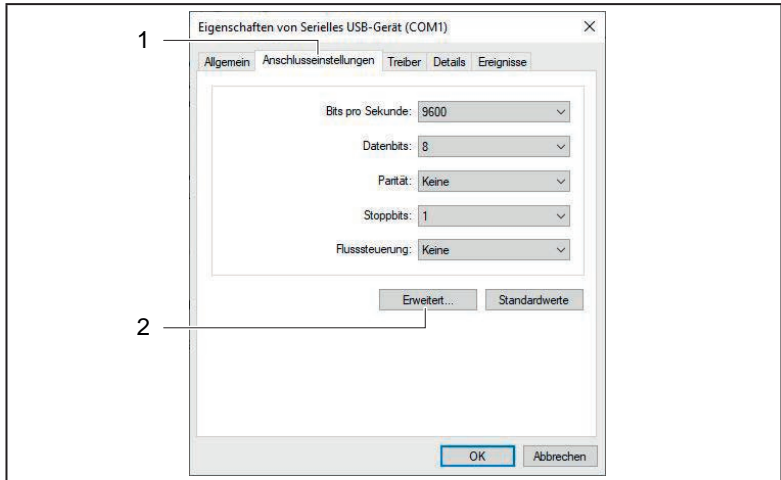 Eigenschaften von Serielles USB-Gerät (COM1)
1
Allgemein Anschlusseinstellungen Treiber Details Ereignisse
Bits pro Sekunde: 9600
Datenbits: 8
Parität: Keine
Stoppbits: 1
Flusssteuerung: Keine
Erweitert... Standardwerte
2
OK Abbrechen